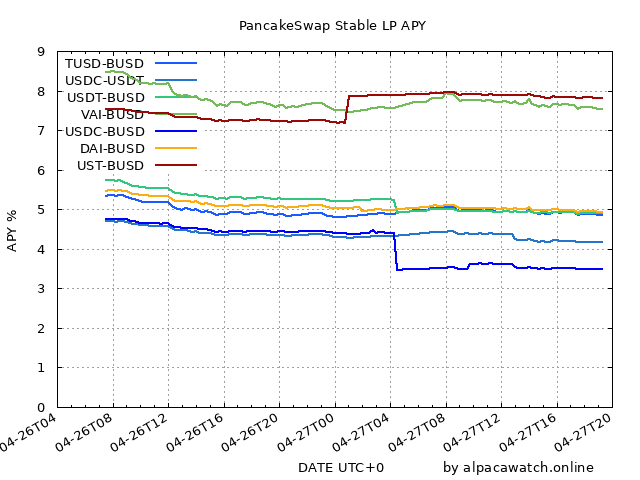 PancakeSwap Stable LP APY
9
8
7
6
5
4
3
2
1
0
APY %
TUSD-BUSD
USDC-USDT
USDT-BUSD
VAI-BUSD
USDC-BUSD
DAI-BUSD
UST-BUSD
04-26T04
04-26T08
04-26T12
04-26T16
04-26T20
04-27T00
04-27T04
04-27T08
04-27T12
04-27T16
04-27T20
DATE UTC+0
by alpacawatch.online